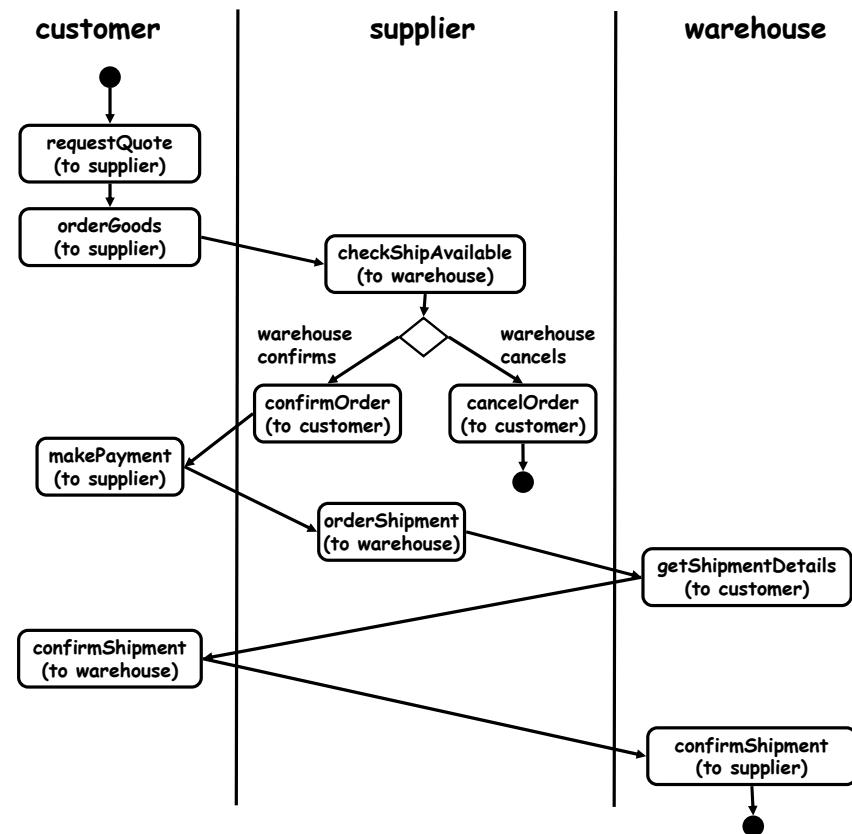 customer
supplier
warehouse
requestQuote
(to supplier)
orderGoods
(to supplier)
checkShipAvailable
(to warehouse)
warehouse
confirms
warehouse
cancels
confirmOrder
(to customer)
cancelOrder
(to customer)
makePayment
(to supplier)
orderShipment
(to warehouse)
getShipmentDetails
(to customer)
confirmShipment
(to warehouse)
confirmShipment
(to supplier)